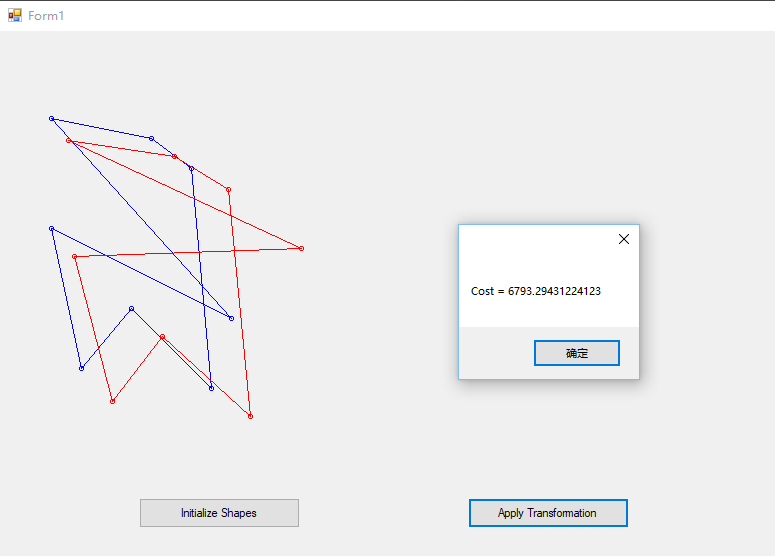 Form1
Cost = 6793.29431224123
确定
Initialize Shapes
Apply Transformation